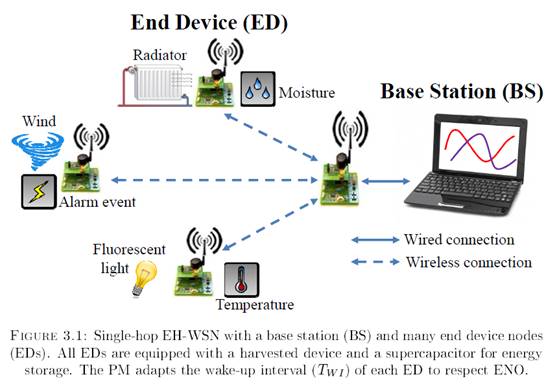 End Device (ED)
Radiator
Moisture
Base Station (BS)
Wind
Alarm event
Fluorescent
light
Temperature
Wired connection
Wireless connection
FIGURE 3.1: Single-hop EH-WSN with a base station (BS) and many end device nodes
(EDs). All EDs are equipped with a harvested device and a supercapacitor for energy
storage. The PM adapts the wake-up interval (TWI) of each ED to respect ENO.